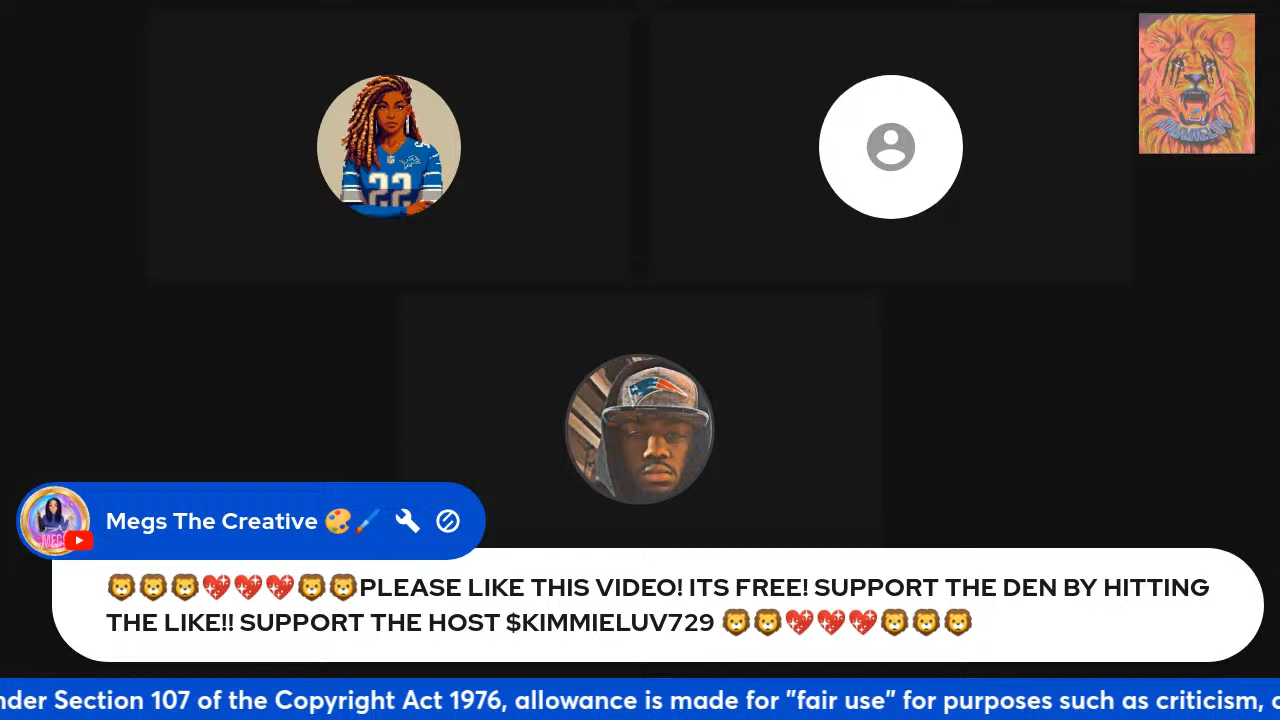 22
Megs The Creative 🎨🖌️
🦁🦁🦁💖💖💖🦁🦁PLEASE LIKE THIS VIDEO! ITS FREE! SUPPORT THE DEN BY HITTING
THE LIKE!! SUPPORT THE HOST $KIMMIELUV729 🦁🦁💖💖💖🦁🦁🦁
nder Section 107 of the Copyright Act 1976, allowance is made for "fair use" for purposes such as criticism, c